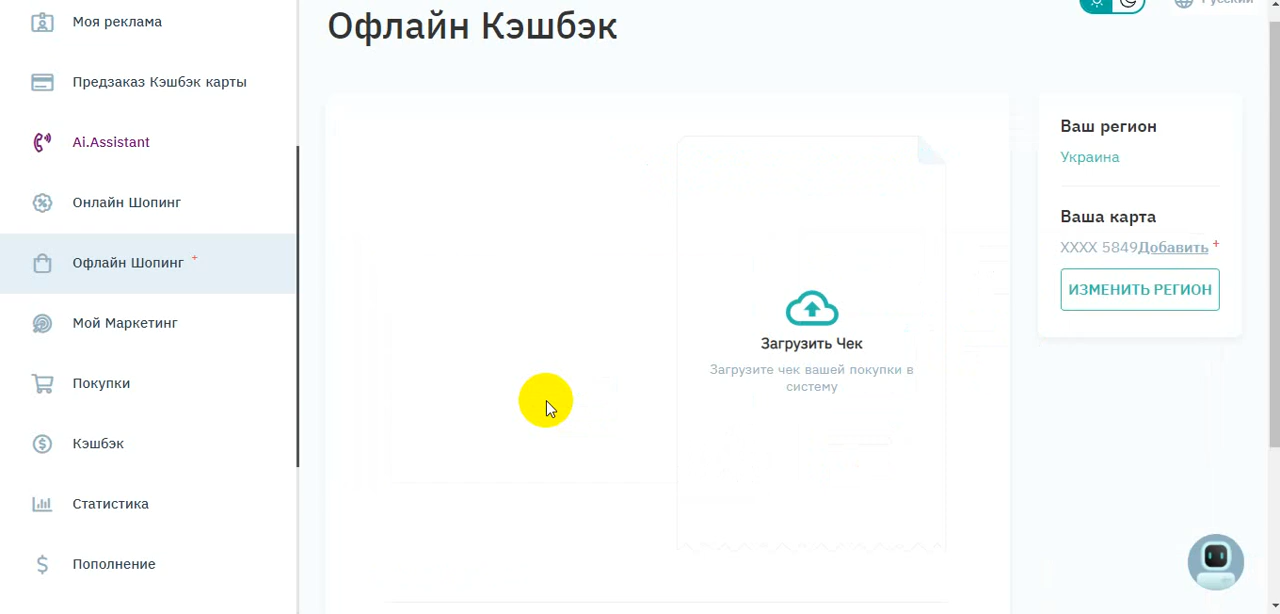 Моя реклама
Предзаказ Кэшбэк карты
Ai.Assistant
Онлайн Шопинг
Офлайн Шопинг +
Мой Маркетинг
Покупки
Кэшбэк
Статистика
Пополнение
Русский
Офлайн Кэшбэк
Загрузить Чек
Загрузите чек вашей покупки в
систему
Ваш регион
Украина
Ваша карта
XXXX 5849Добавить +
ИЗМЕНИТЬ РЕГИОН